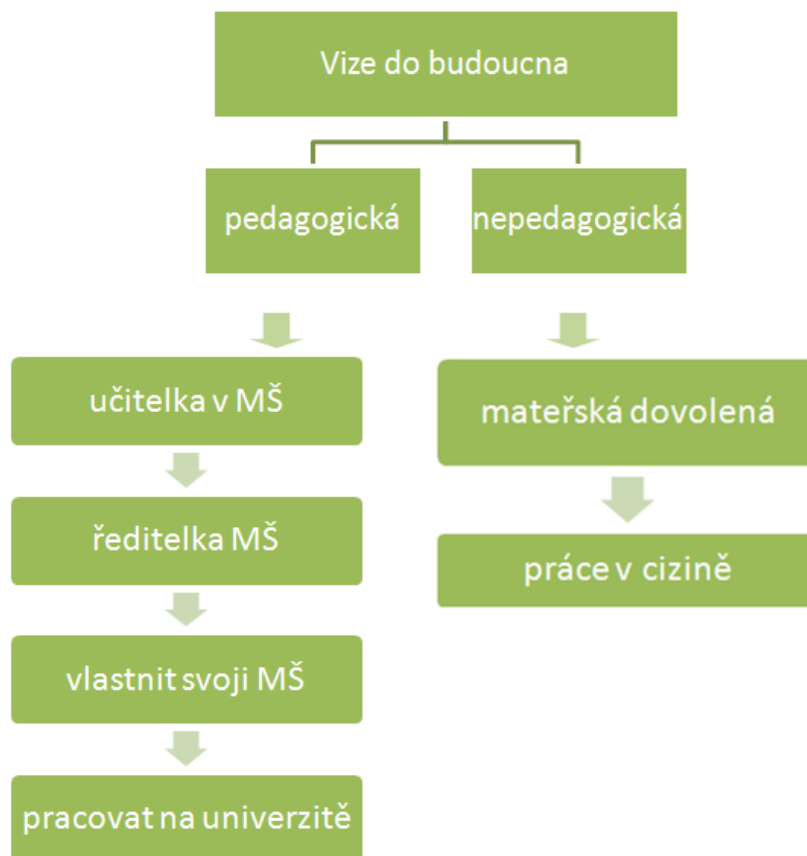 Vize do budoucna
pedagogická
nepedagogická
učitelka v MŠ
ředitelka MŠ
vlastnit svoji MŠ
pracovat na univerzitě
mateřská dovolená
práce v cizině